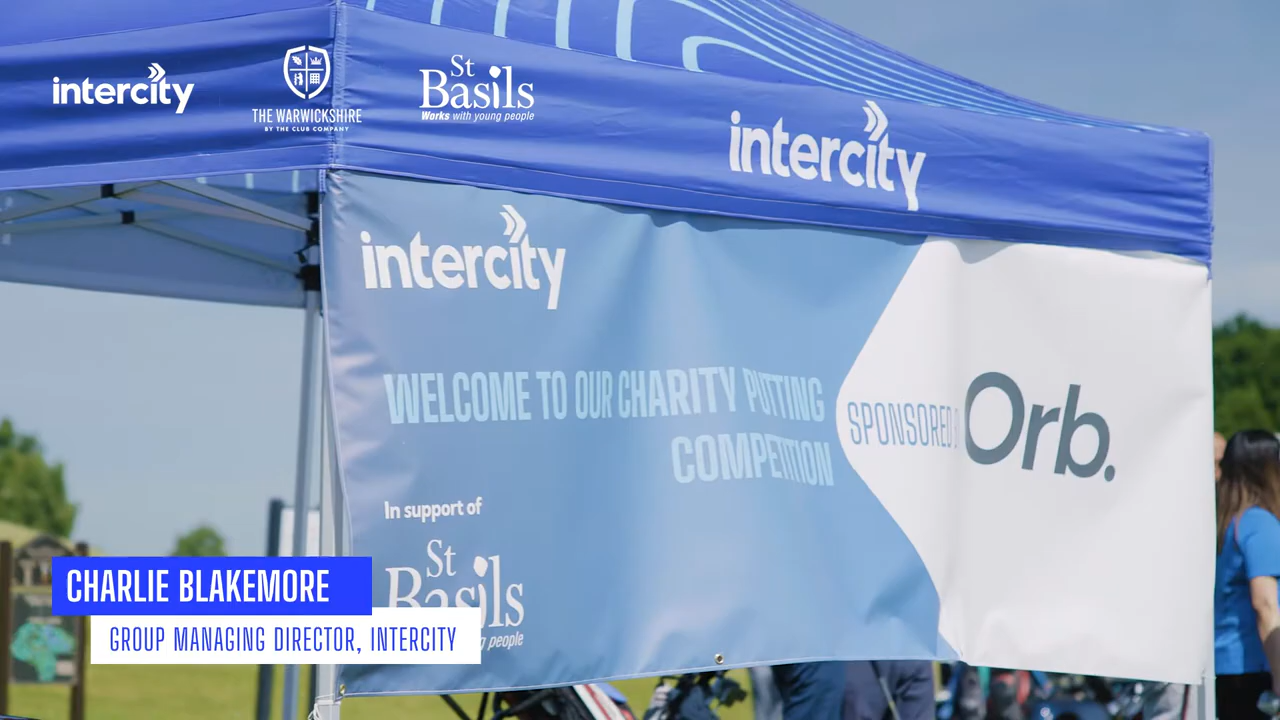 intercity
THE WARWICKSHIRE
BY THE CLUB COMPANY
St
Basils
Works with young people
intercity
intercity
WELCOME TO OUR CHARITY PUTTING
COMPETITION
SPONSORED
Orb.
In support of
St
Basils
people
CHARLIE BLAKEMORE
GROUP MANAGING DIRECTOR, INTERCITY